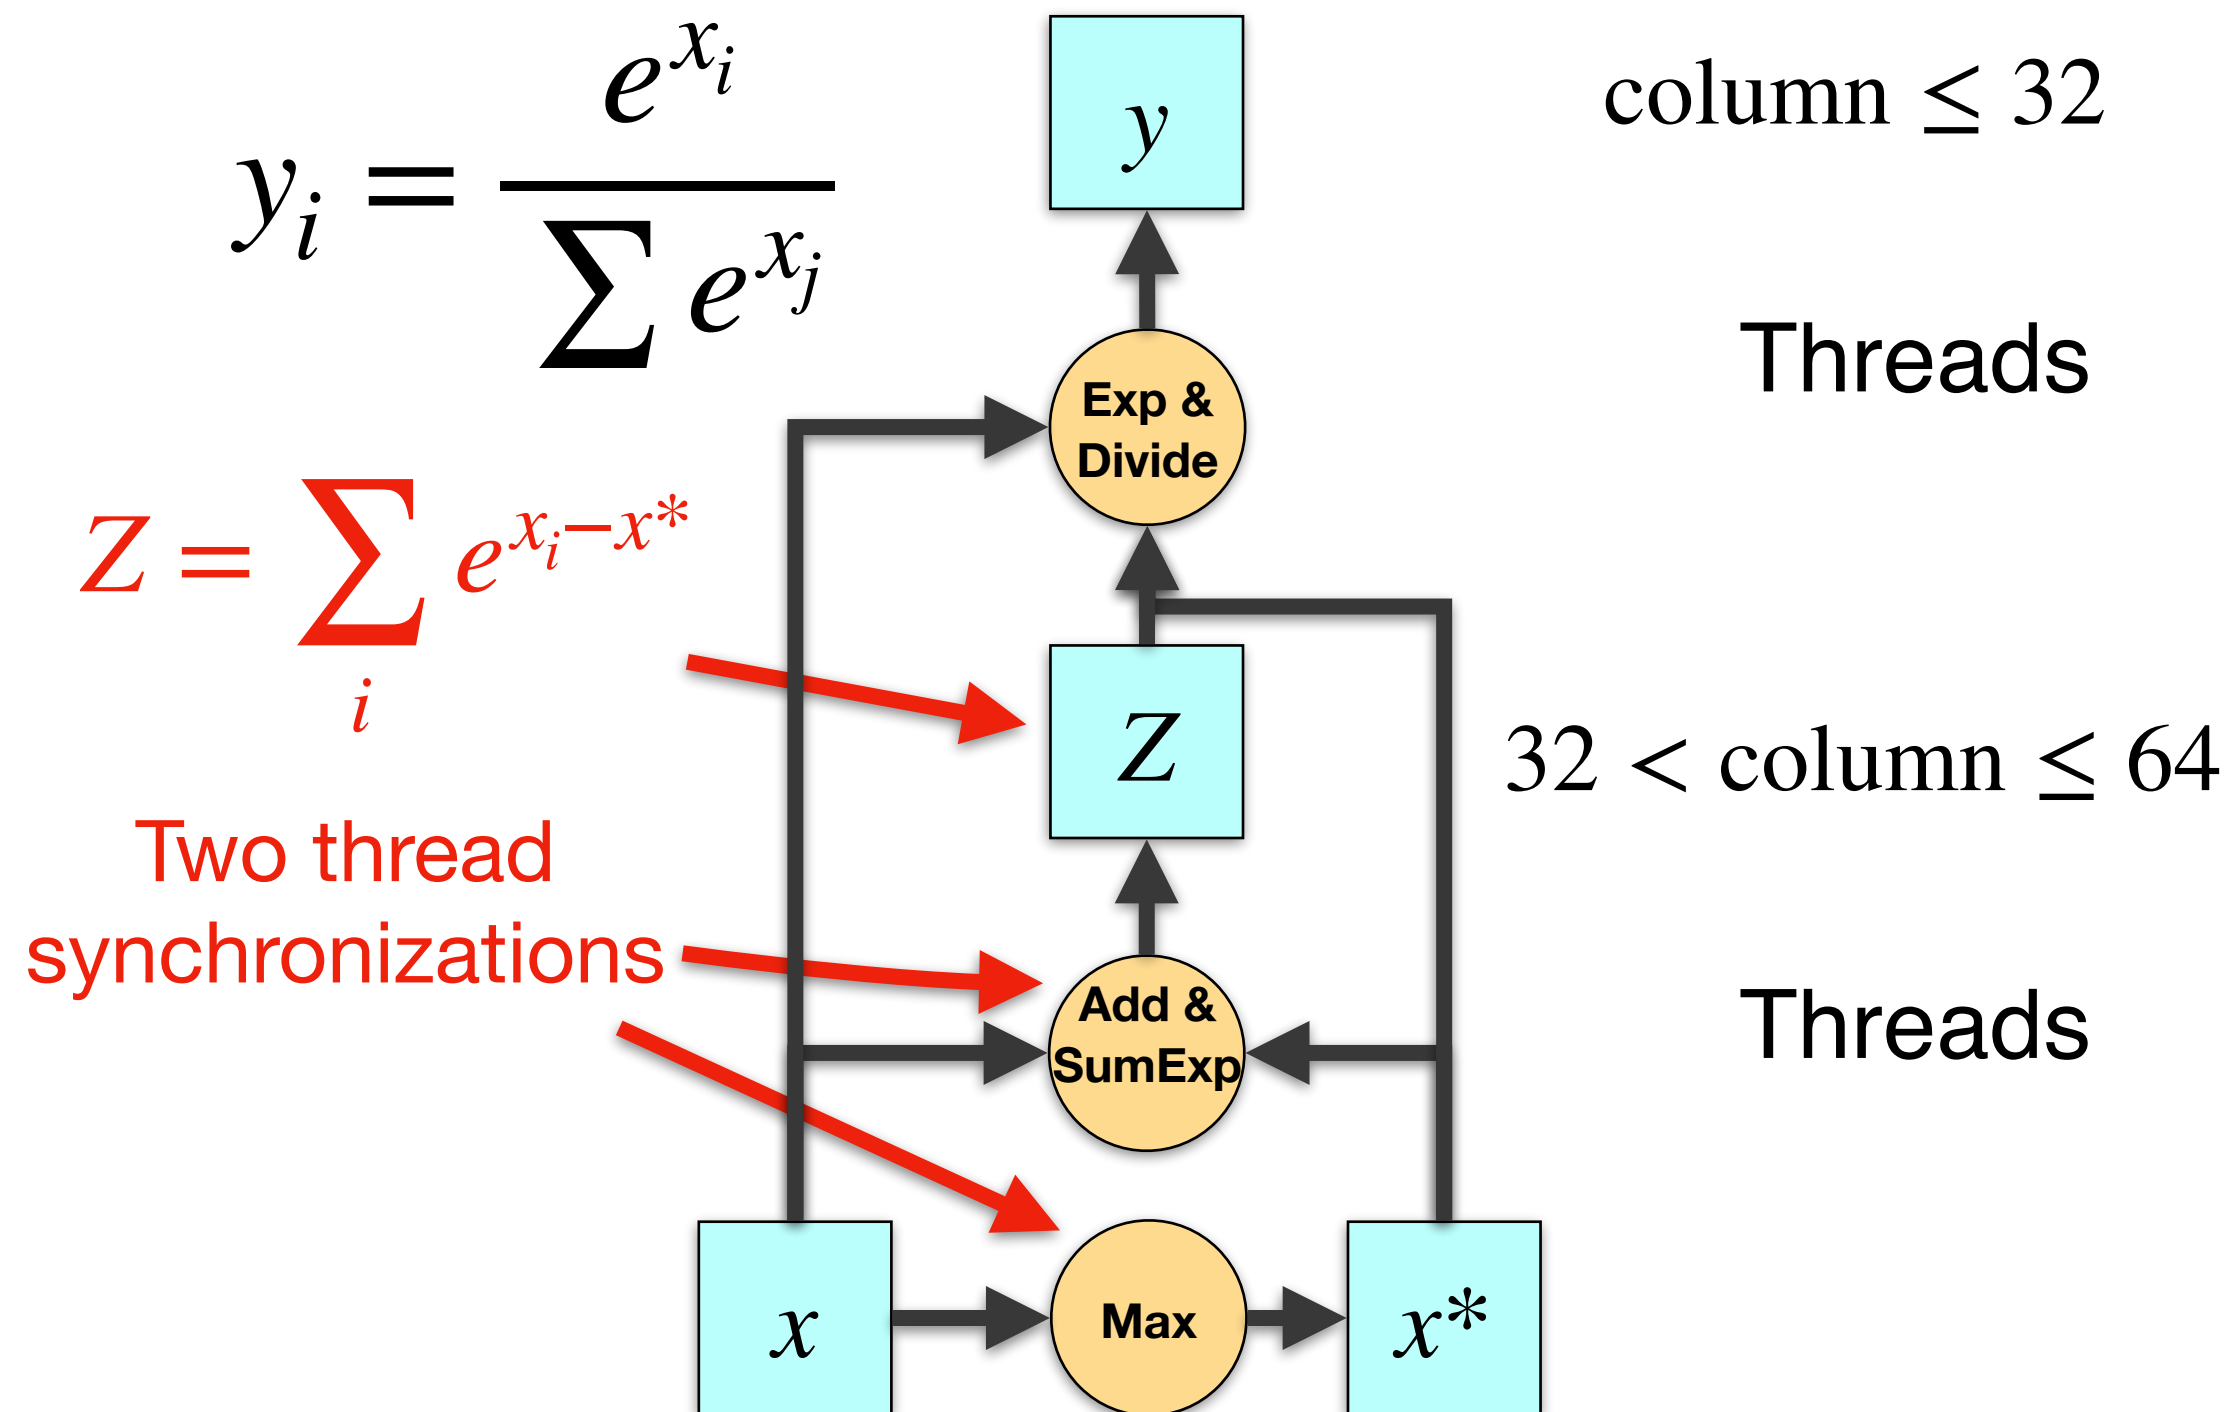 y_i = e^{x_i} / ∑ e^{x_j}
y
column ≤ 32
Threads
Exp &
Divide
Z = ∑_i e^{x_i − x*}
Z
32 < column ≤ 64
Two thread
synchronizations
Add &
SumExp
Threads
x
Max
x*